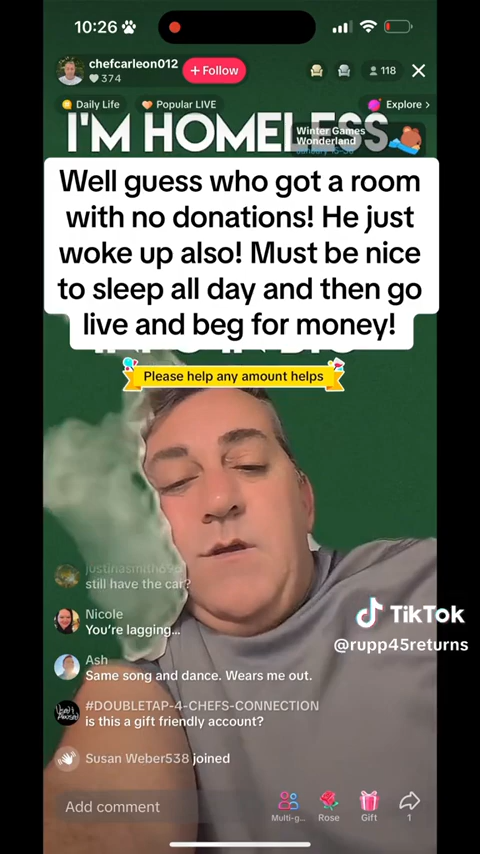 10:26
chefcarleon012
374
+ Follow
118
Daily Life
Popular LIVE
Explore >
I'M HOMELESS
Winter Games
Wonderland
Well guess who got a room
with no donations! He just
woke up also! Must be nice
to sleep all day and then go
live and beg for money!
Please help any amount helps
still have the car?
Nicole
You're lagging...
Ash
Same song and dance. Wears me out.
#DOUBLETAP-4-CHEFS-CONNECTION
is this a gift friendly account?
Susan Weber538 joined
TikTok
@rupp45returns
Add comment
Multi-g...
Rose
Gift
1